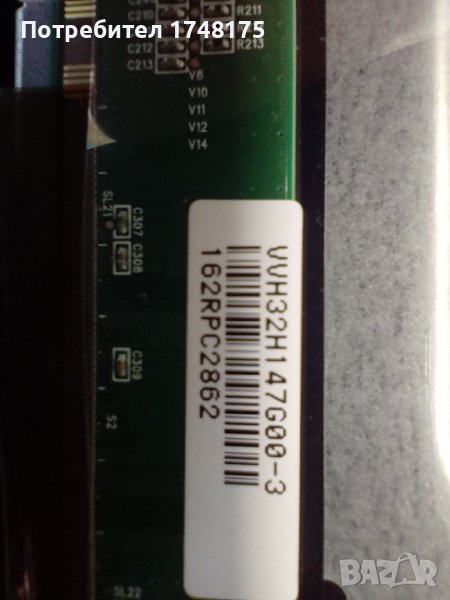 Потребител 1748175
C210
C212
C213
R211
R213
V8
V10
V11
V12
V14
SL21
C307
C308
C309
S2
SL22
VVH32H147G00-3
162RPC2862
BAZAR